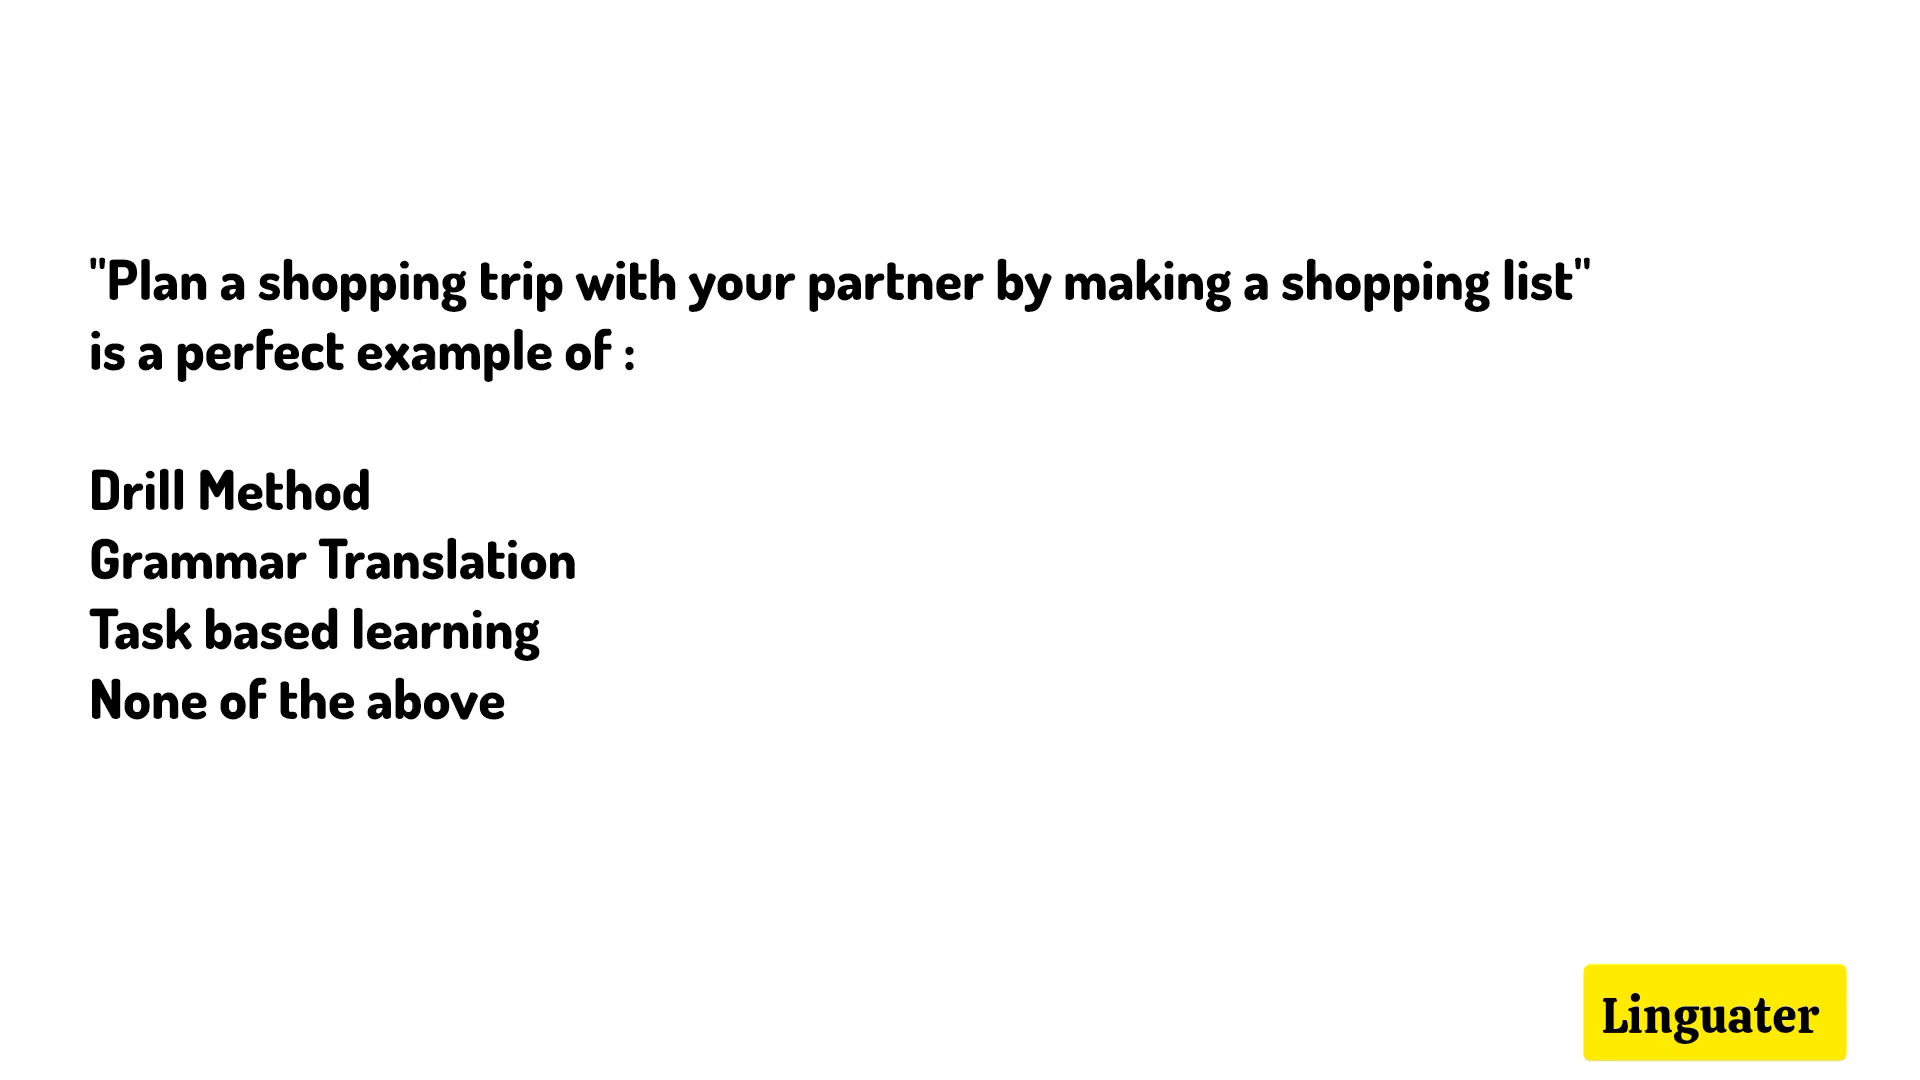 "Plan a shopping trip with your partner by making a shopping list"
is a perfect example of :
Drill Method
Grammar Translation
Task based learning
None of the above
Linguater